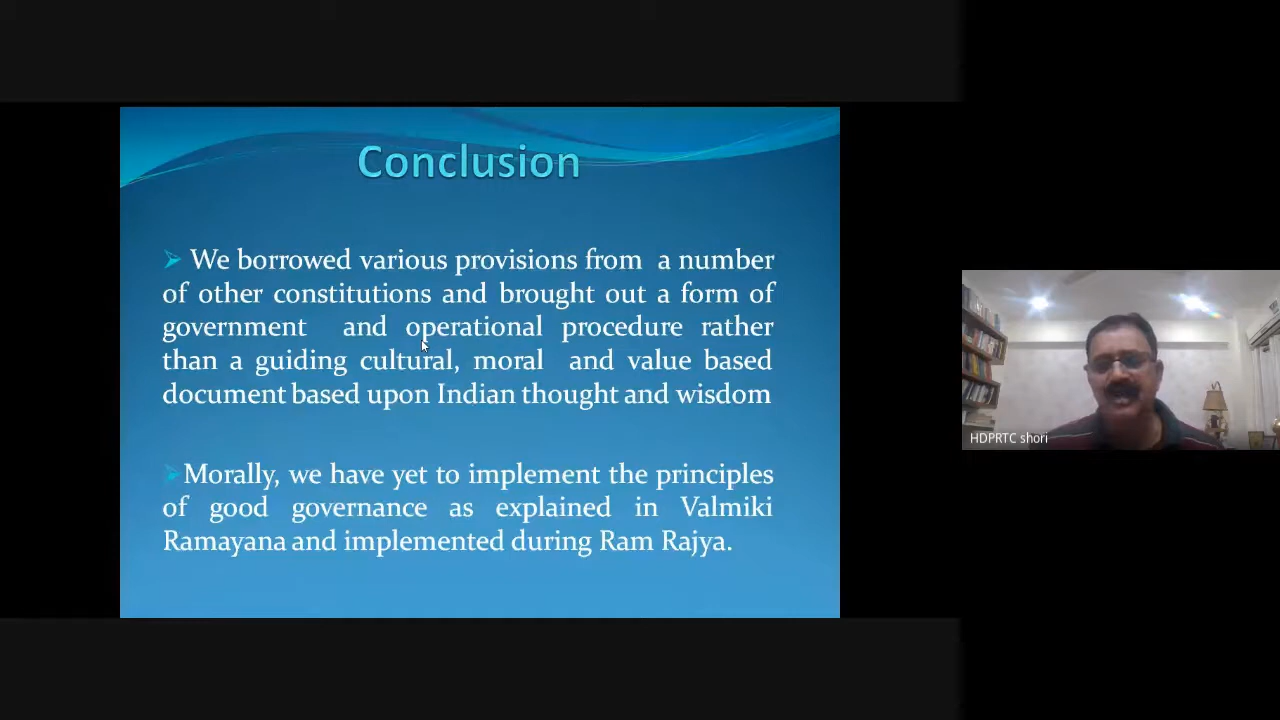 Conclusion
We borrowed various provisions from a number
of other constitutions and brought out a form of
government and operational procedure rather
than a guiding cultural, moral and value based
document based upon Indian thought and wisdom
Morally, we have yet to implement the principles
of good governance as explained in Valmiki
Ramayana and implemented during Ram Rajya.
HDPRTC shori